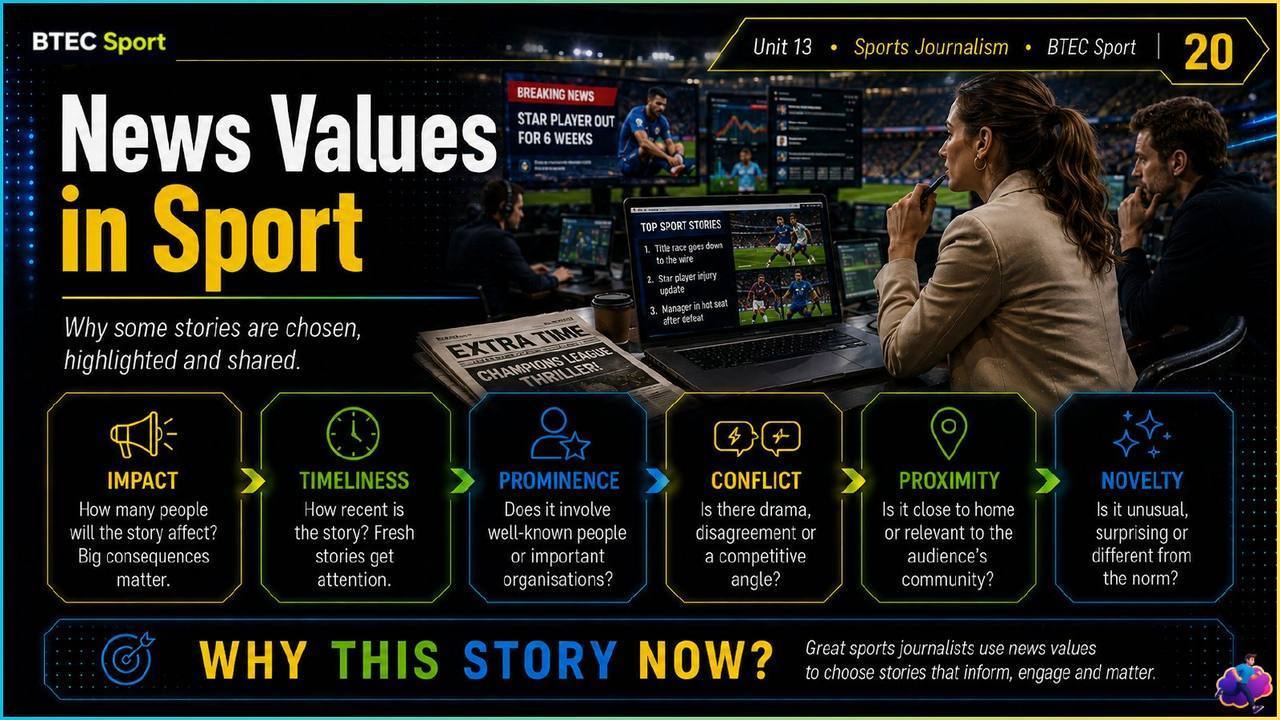 BTEC Sport
Unit 13 • Sports Journalism • BTEC Sport | 20
News Values
in Sport
Why some stories are chosen,
highlighted and shared.
BREAKING NEWS
STAR PLAYER OUT
FOR 6 WEEKS
TOP SPORT STORIES
1. Title race goes down
to the wire
2. Star player injury
update
3. Manager in hot seat
after defeat
EXTRA TIME
CHAMPIONS LEAGUE
THRILLER!
IMPACT
How many people
will the story affect?
Big consequences
matter.
TIMELINESS
How recent is
the story? Fresh
stories get
attention.
PROMINENCE
Does it involve
well-known people
or important
organisations?
CONFLICT
Is there drama,
disagreement or
a competitive
angle?
PROXIMITY
Is it close to home
or relevant to the
audience's
community?
NOVELTY
Is it unusual,
surprising or
different from
the norm?
WHY THIS STORY NOW?
Great sports journalists use news values
to choose stories that inform, engage and matter.